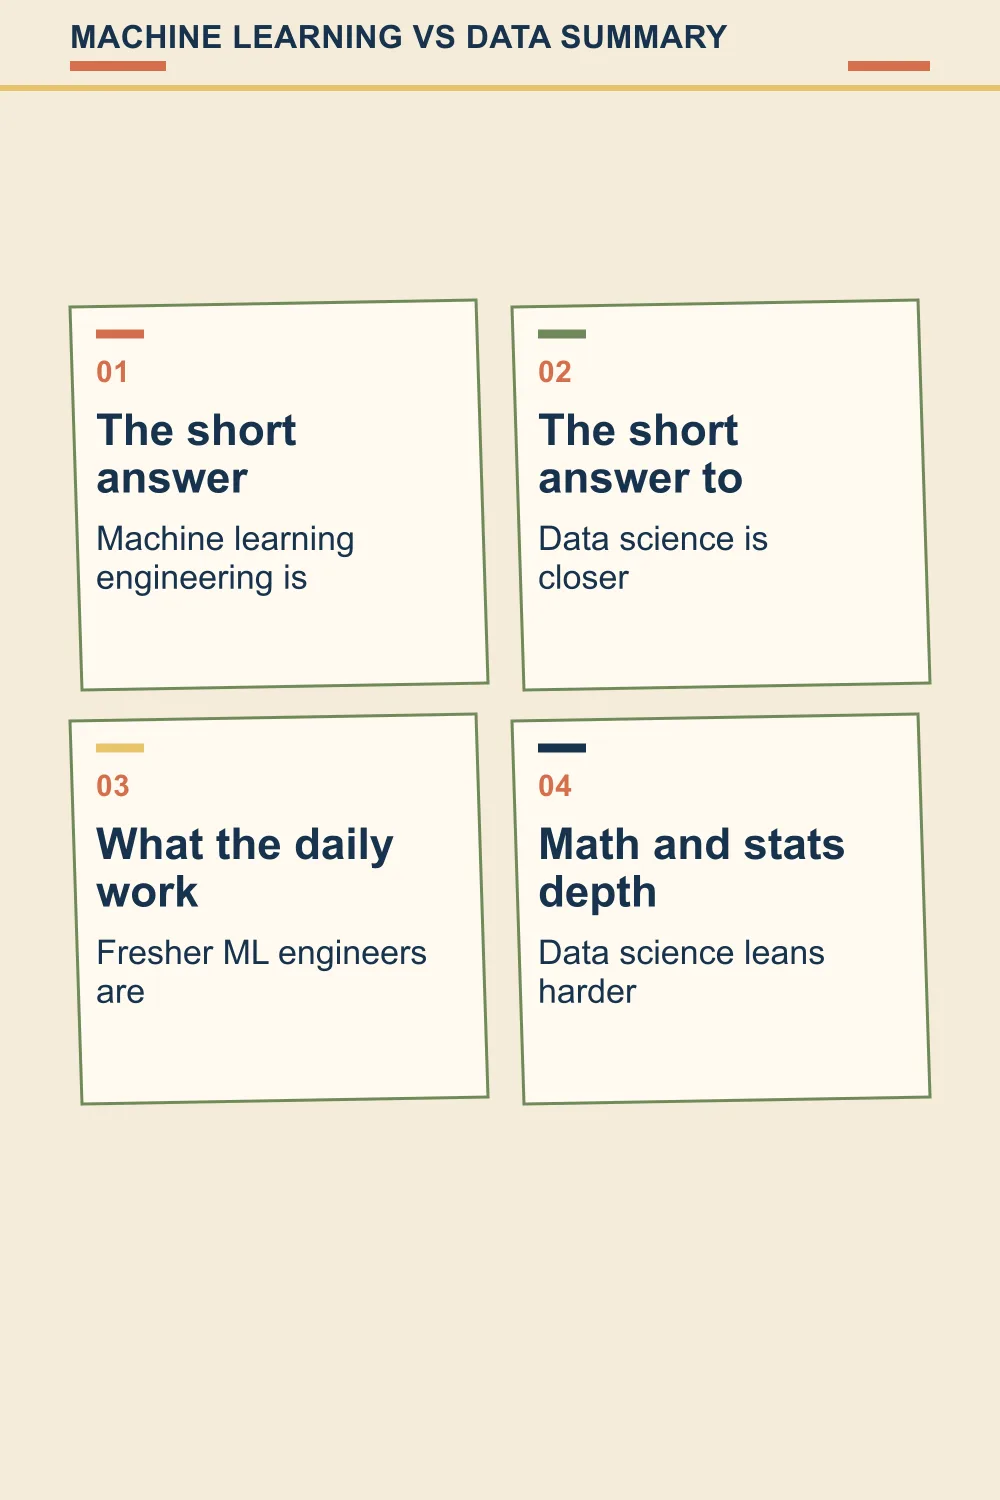 MACHINE LEARNING VS DATA SUMMARY
01
The short
answer
Machine learning
engineering is
02
The short
answer to
Data science is
closer
03
What the daily
work
Fresher ML engineers
are
04
Math and stats
depth
Data science leans
harder